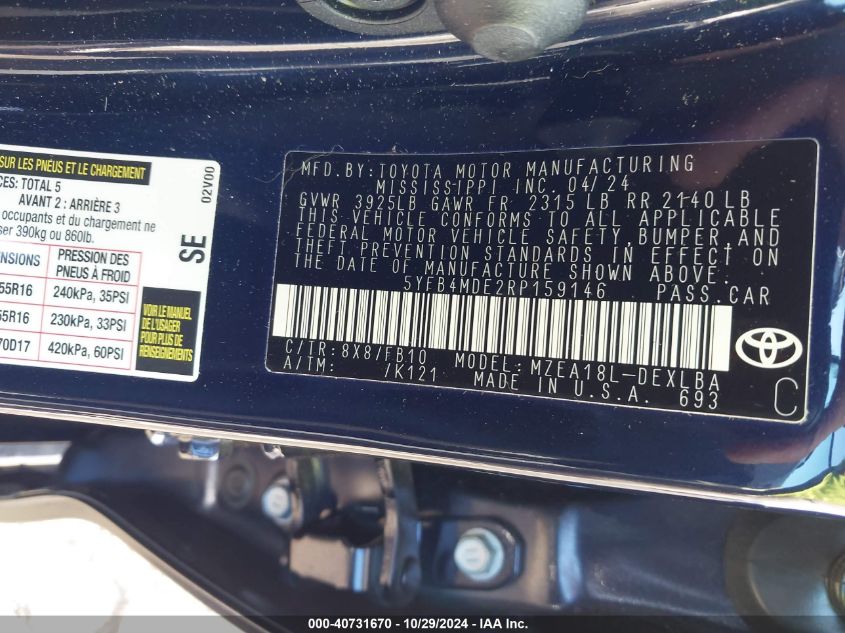 SUR LES PNEUS ET LE CHARGEMENT
CES: TOTAL 5
AVANT 2 : ARRIÈRE 3
occupants et du chargement ne
ser 390kg ou 860lb.
ENSIONS PRESSION DES PNEUS À FROID
55R16 240kPa, 35PSI
55R16 230kPa, 33PSI
70D17 420kPa, 60PSI
VOIR LE MANUEL DE L'USAGER POUR PLUS DE RENSEIGNEMENTS
SE
02V00
MFD. BY: TOYOTA MOTOR MANUFACTURING
MISSISSIPPI INC. 04/24
GVWR 3925LB GAWR FR 2315 LB RR 2140 LB
THIS VEHICLE CONFORMS TO ALL APPLICABLE
FEDERAL MOTOR VEHICLE SAFETY, BUMPER, AND
THEFT PREVENTION STANDARDS IN EFFECT ON
THE DATE OF MANUFACTURE SHOWN ABOVE.
5YFB4MDE2RP159146 PASS. CAR
C/TR: 8X8/FB10 MODEL: MZEA18L-DEXLBA
A/TM: /K121 MADE IN U.S.A. 693
C
000-40731670 - 10/29/2024 - IAA Inc.